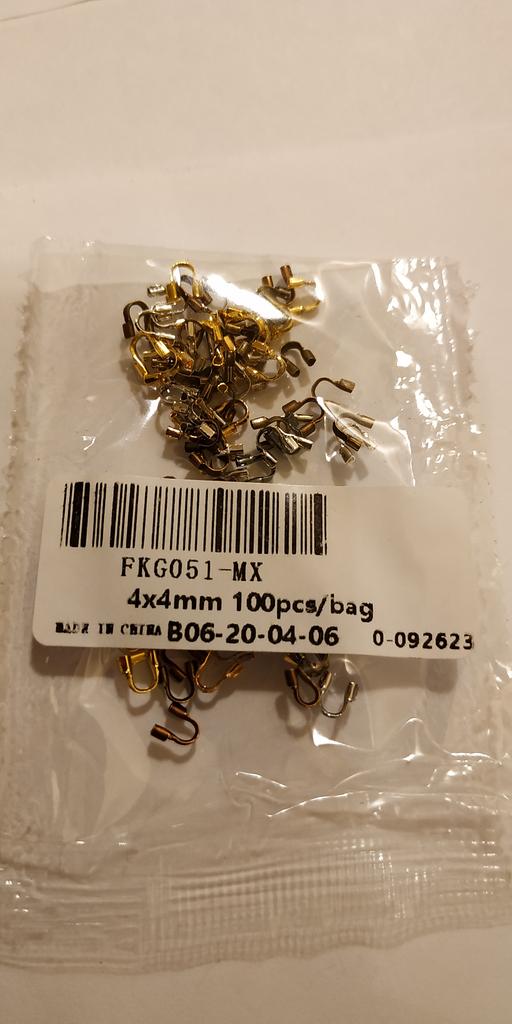 FKG051-MX
4x4mm 100pcs/bag
MADE IN CHINA B06-20-04-06 0-092623